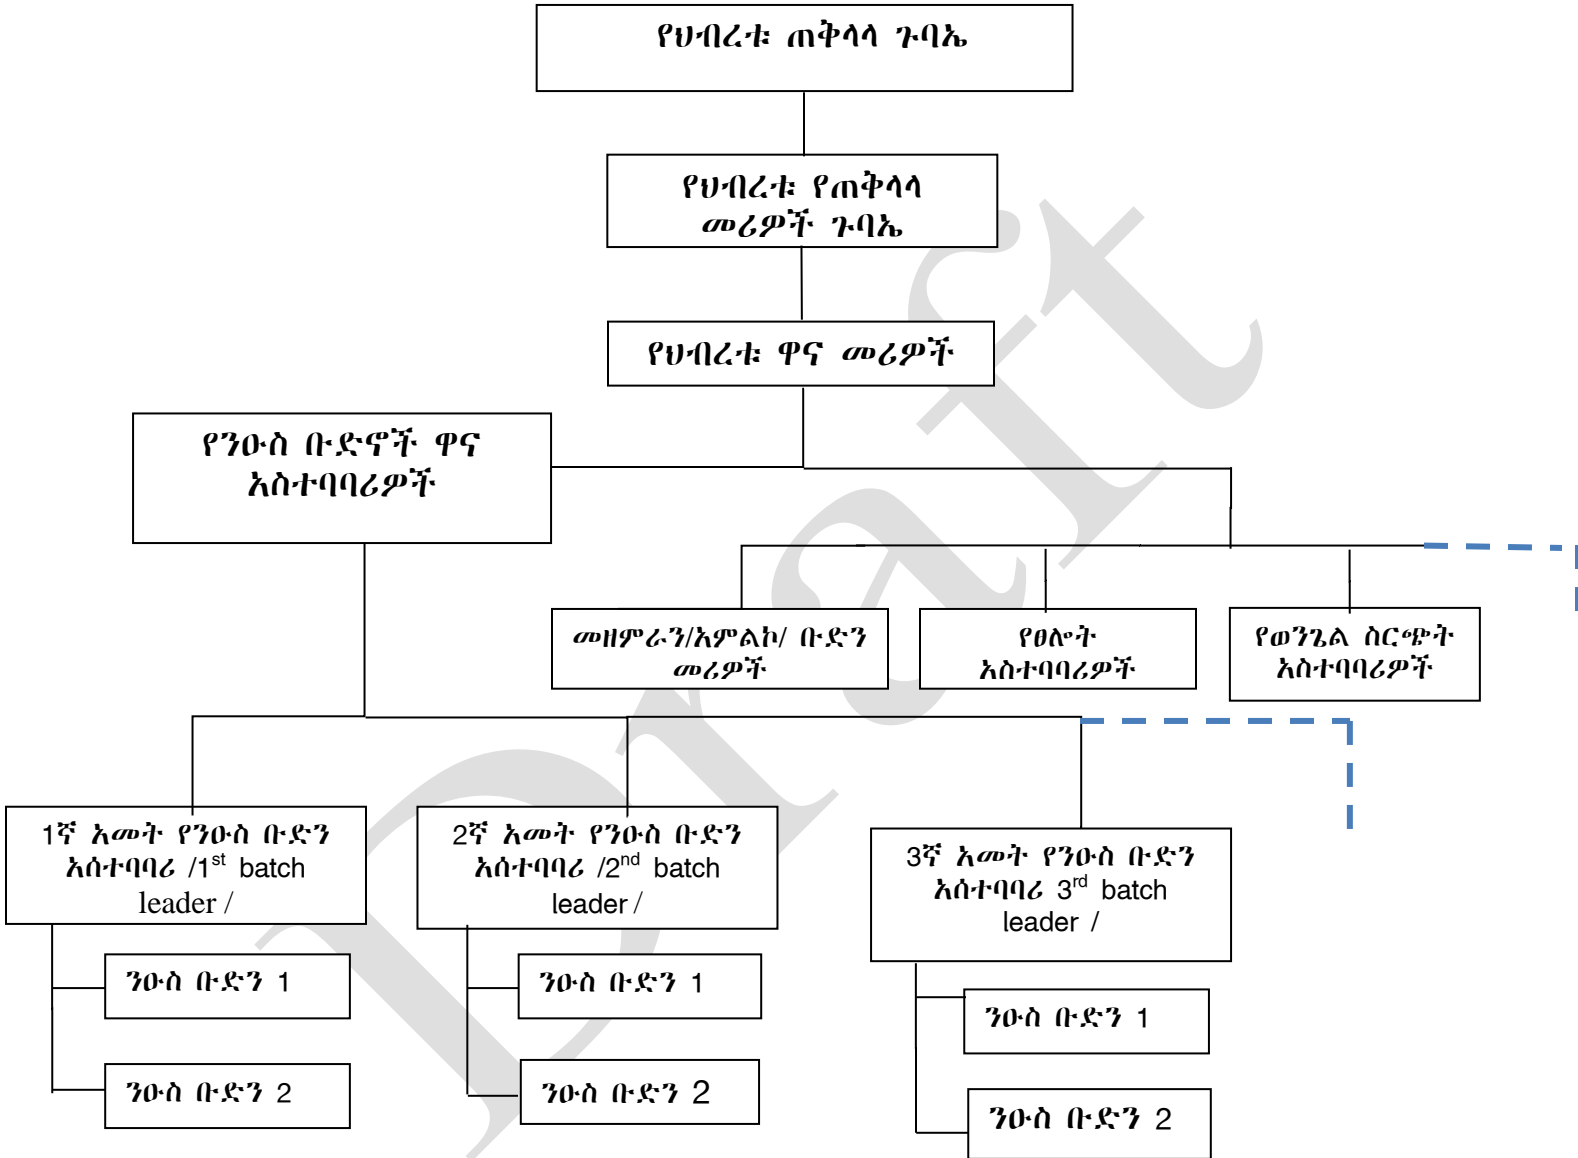 የህብረቱ ጠቅላላ ጉባኤ
የህብረቱ የጠቅላላ
መሪዎች ጉባኤ
የህብረቱ ዋና መሪዎች
የንዑስ ቡድኖች ዋና
አስተባባሪዎች
መዘምራን/አምልኮ/ ቡድን
መሪዎች
የፀሎት
አስተባባሪዎች
የወንጌል ስርጭት
አስተባባሪዎች
1ኛ አመት የንዑስ ቡድን
አሰተባባሪ /1st batch
leader /
2ኛ አመት የንዑስ ቡድን
አሰተባባሪ /2nd batch
leader /
3ኛ አመት የንዑስ ቡድን
አሰተባባሪ 3rd batch
leader /
ንዑስ ቡድን 1
ንዑስ ቡድን 2
ንዑስ ቡድን 1
ንዑስ ቡድን 2
ንዑስ ቡድን 1
ንዑስ ቡድን 2
Draft